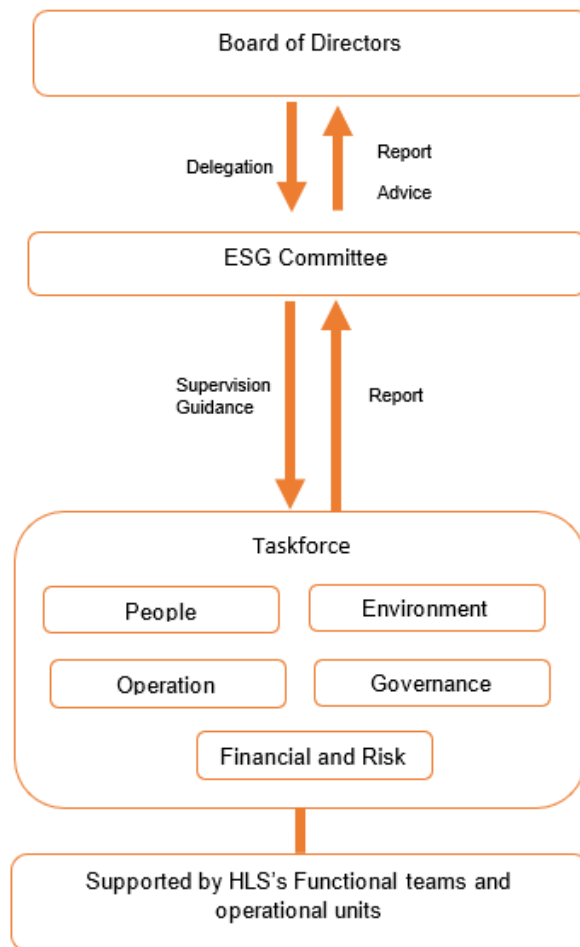 Board of Directors
Delegation
Report
Advice
ESG Committee
Supervision
Guidance
Report
Taskforce
People
Environment
Operation
Governance
Financial and Risk
Supported by HLS's Functional teams and
operational units